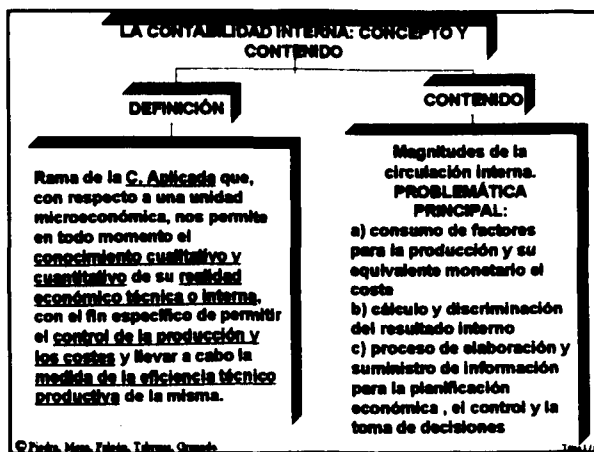 LA CONTABILIDAD INTERNA: CONCEPTO Y
CONTENIDO
DEFINICIÓN
Rama de la C. Aplicada que,
con respecto a una unidad
microeconómica, nos permite
en todo momento el
conocimiento cualitativo y
cuantitativo de su realidad
económico técnica o interna,
con el fin específico de permitir
el control de la producción y
los costes y llevar a cabo la
medida de la eficiencia técnico
productiva de la misma.
CONTENIDO
Magnitudes de la
circulación interna.
PROBLEMÁTICA
PRINCIPAL:
a) consumo de factores
para la producción y su
equivalente monetario el
coste
b) cálculo y discriminación
del resultado interno
c) proceso de elaboración y
suministro de información
para la planificación
económica , el control y la
toma de decisiones
©